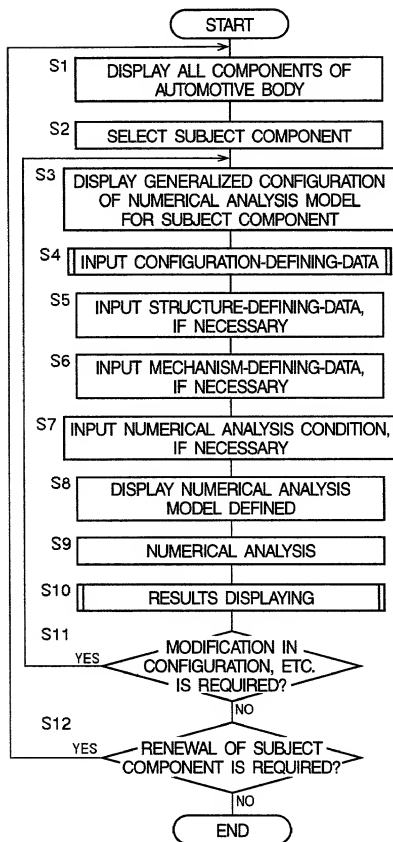 START
S1
DISPLAY ALL COMPONENTS OF
AUTOMOTIVE BODY
S2
SELECT SUBJECT COMPONENT
S3
DISPLAY GENERALIZED CONFIGURATION
OF NUMERICAL ANALYSIS MODEL
FOR SUBJECT COMPONENT
S4
INPUT CONFIGURATION-DEFINING-DATA
S5
INPUT STRUCTURE-DEFINING-DATA,
IF NECESSARY
S6
INPUT MECHANISM-DEFINING-DATA,
IF NECESSARY
S7
INPUT NUMERICAL ANALYSIS CONDITION,
IF NECESSARY
S8
DISPLAY NUMERICAL ANALYSIS
MODEL DEFINED
S9
NUMERICAL ANALYSIS
S10
RESULTS DISPLAYING
S11
YES
MODIFICATION IN
CONFIGURATION, ETC.
IS REQUIRED?
NO
S12
YES
RENEWAL OF SUBJECT
COMPONENT IS REQUIRED?
NO
END